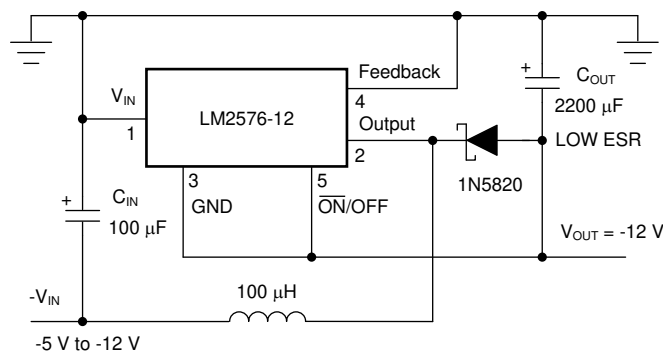 Feedback
+
C_OUT
V_IN
4
2200 μF
LM2576-12
1
Output
2
LOW ESR
1N5820
3
5
+
C_IN
GND
O̅N̅/OFF
100 μF
V_OUT = -12 V
-V_IN
100 μH
-5 V to -12 V